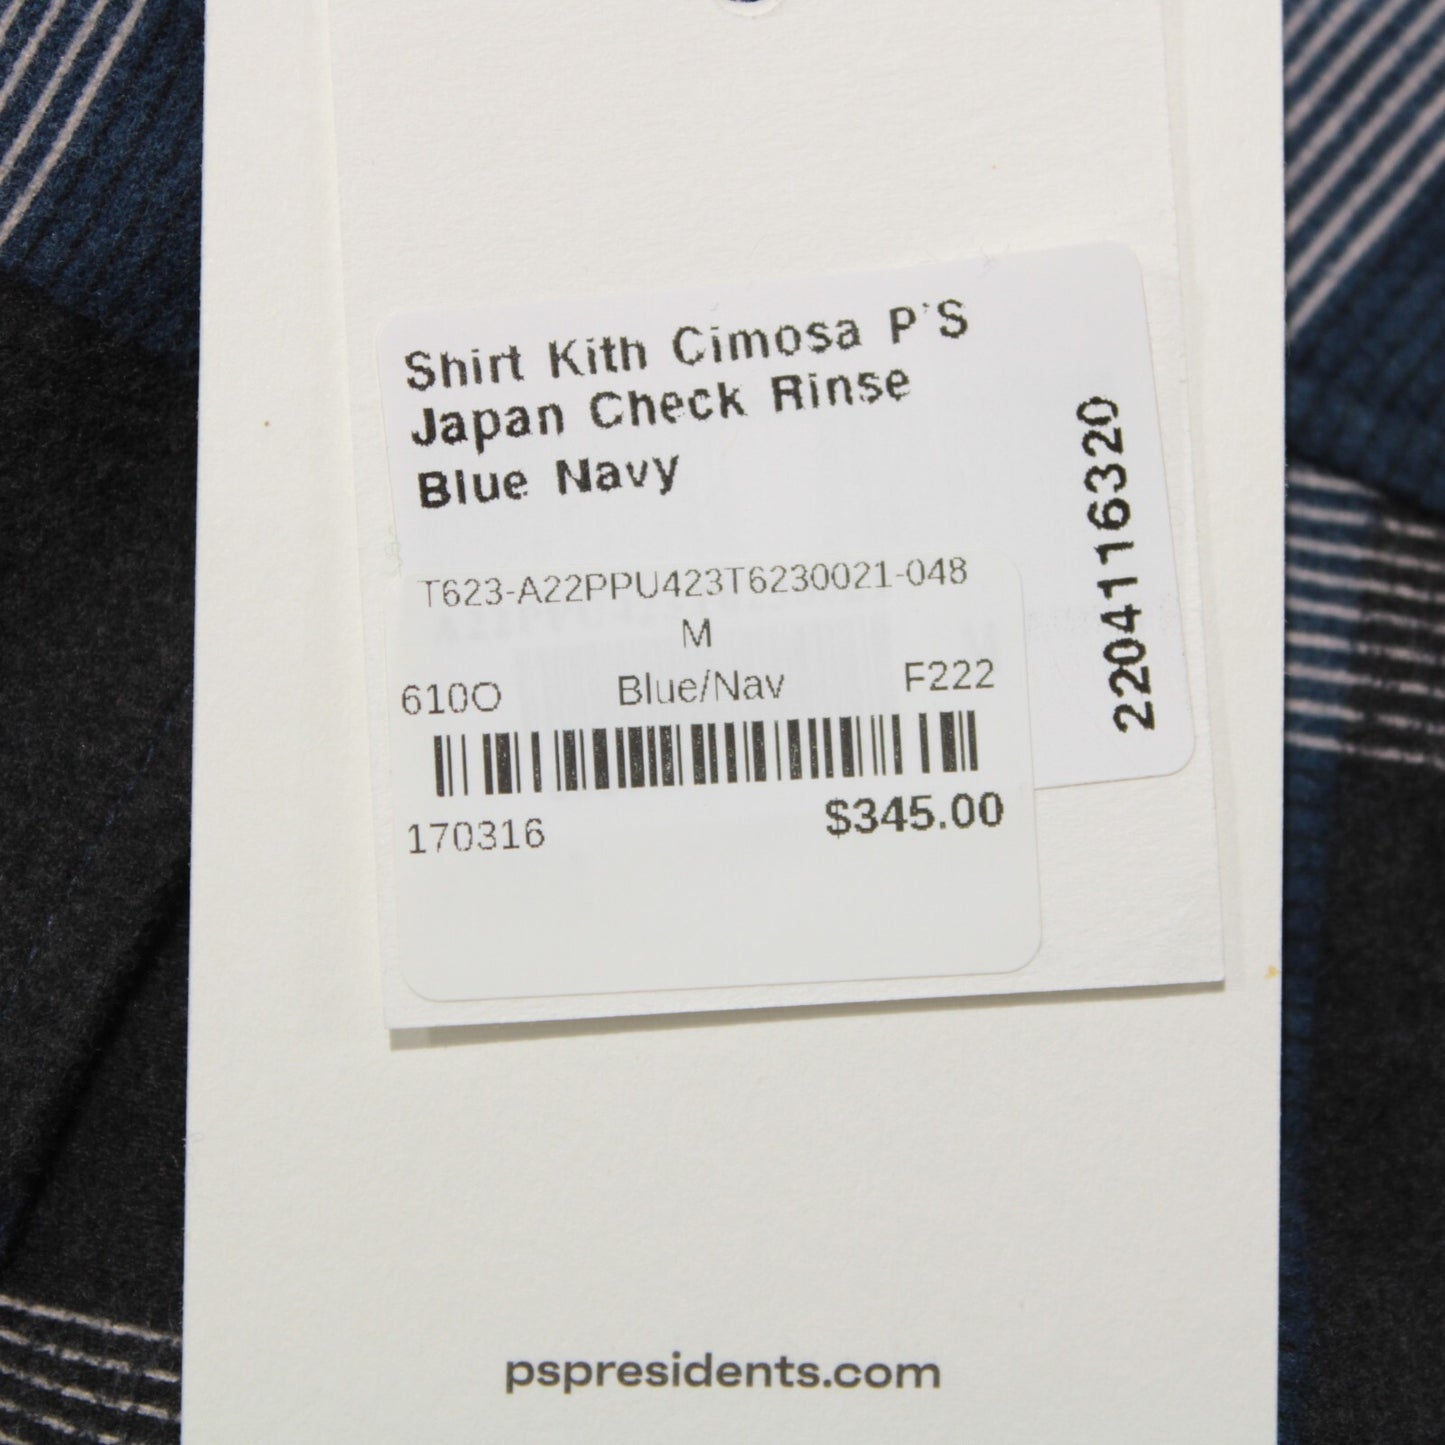 Shirt Kith Cimosa P'S
Japan Check Rinse
Blue Navy
2204116320
T623-A22PPU423T6230021-048
M
610O Blue/Nav F222
170316 $345.00
pspresidents.com